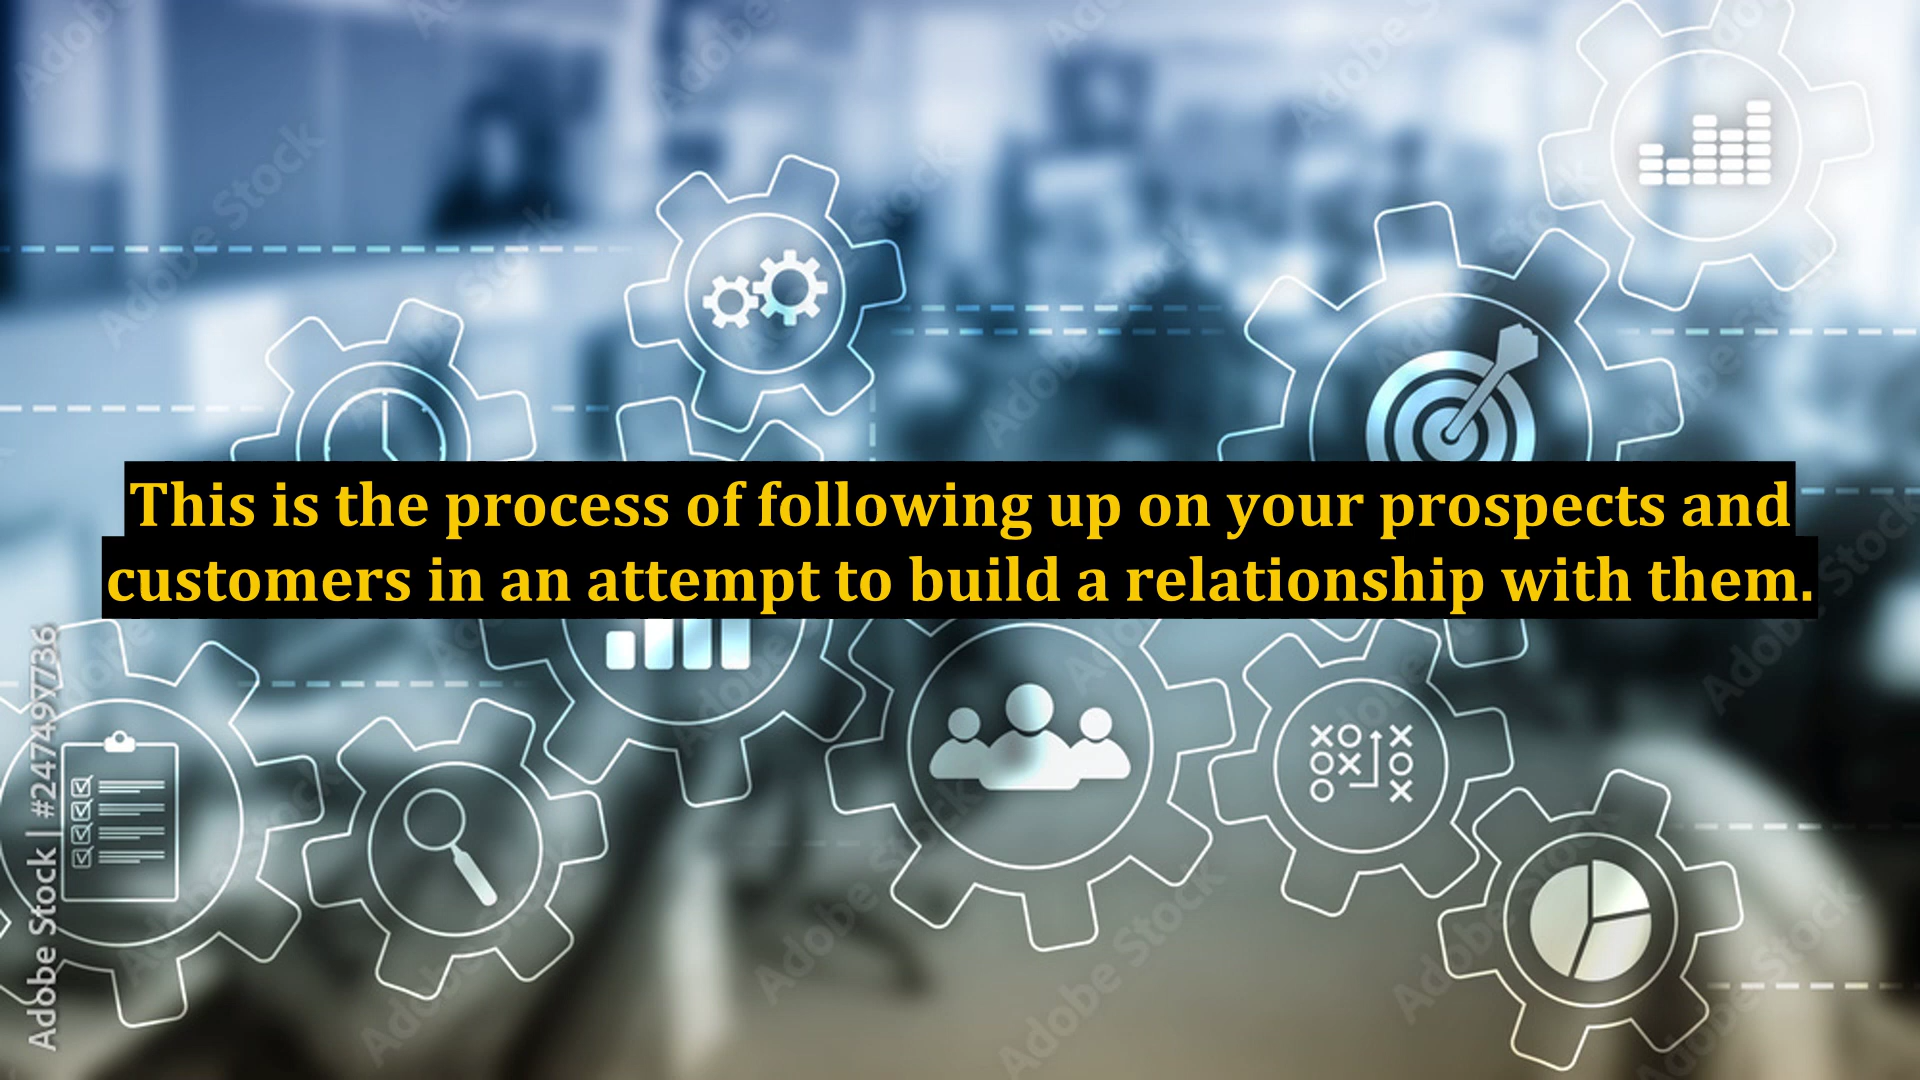 This is the process of following up on your prospects and
customers in an attempt to build a relationship with them.
Adobe Stock | #247497736